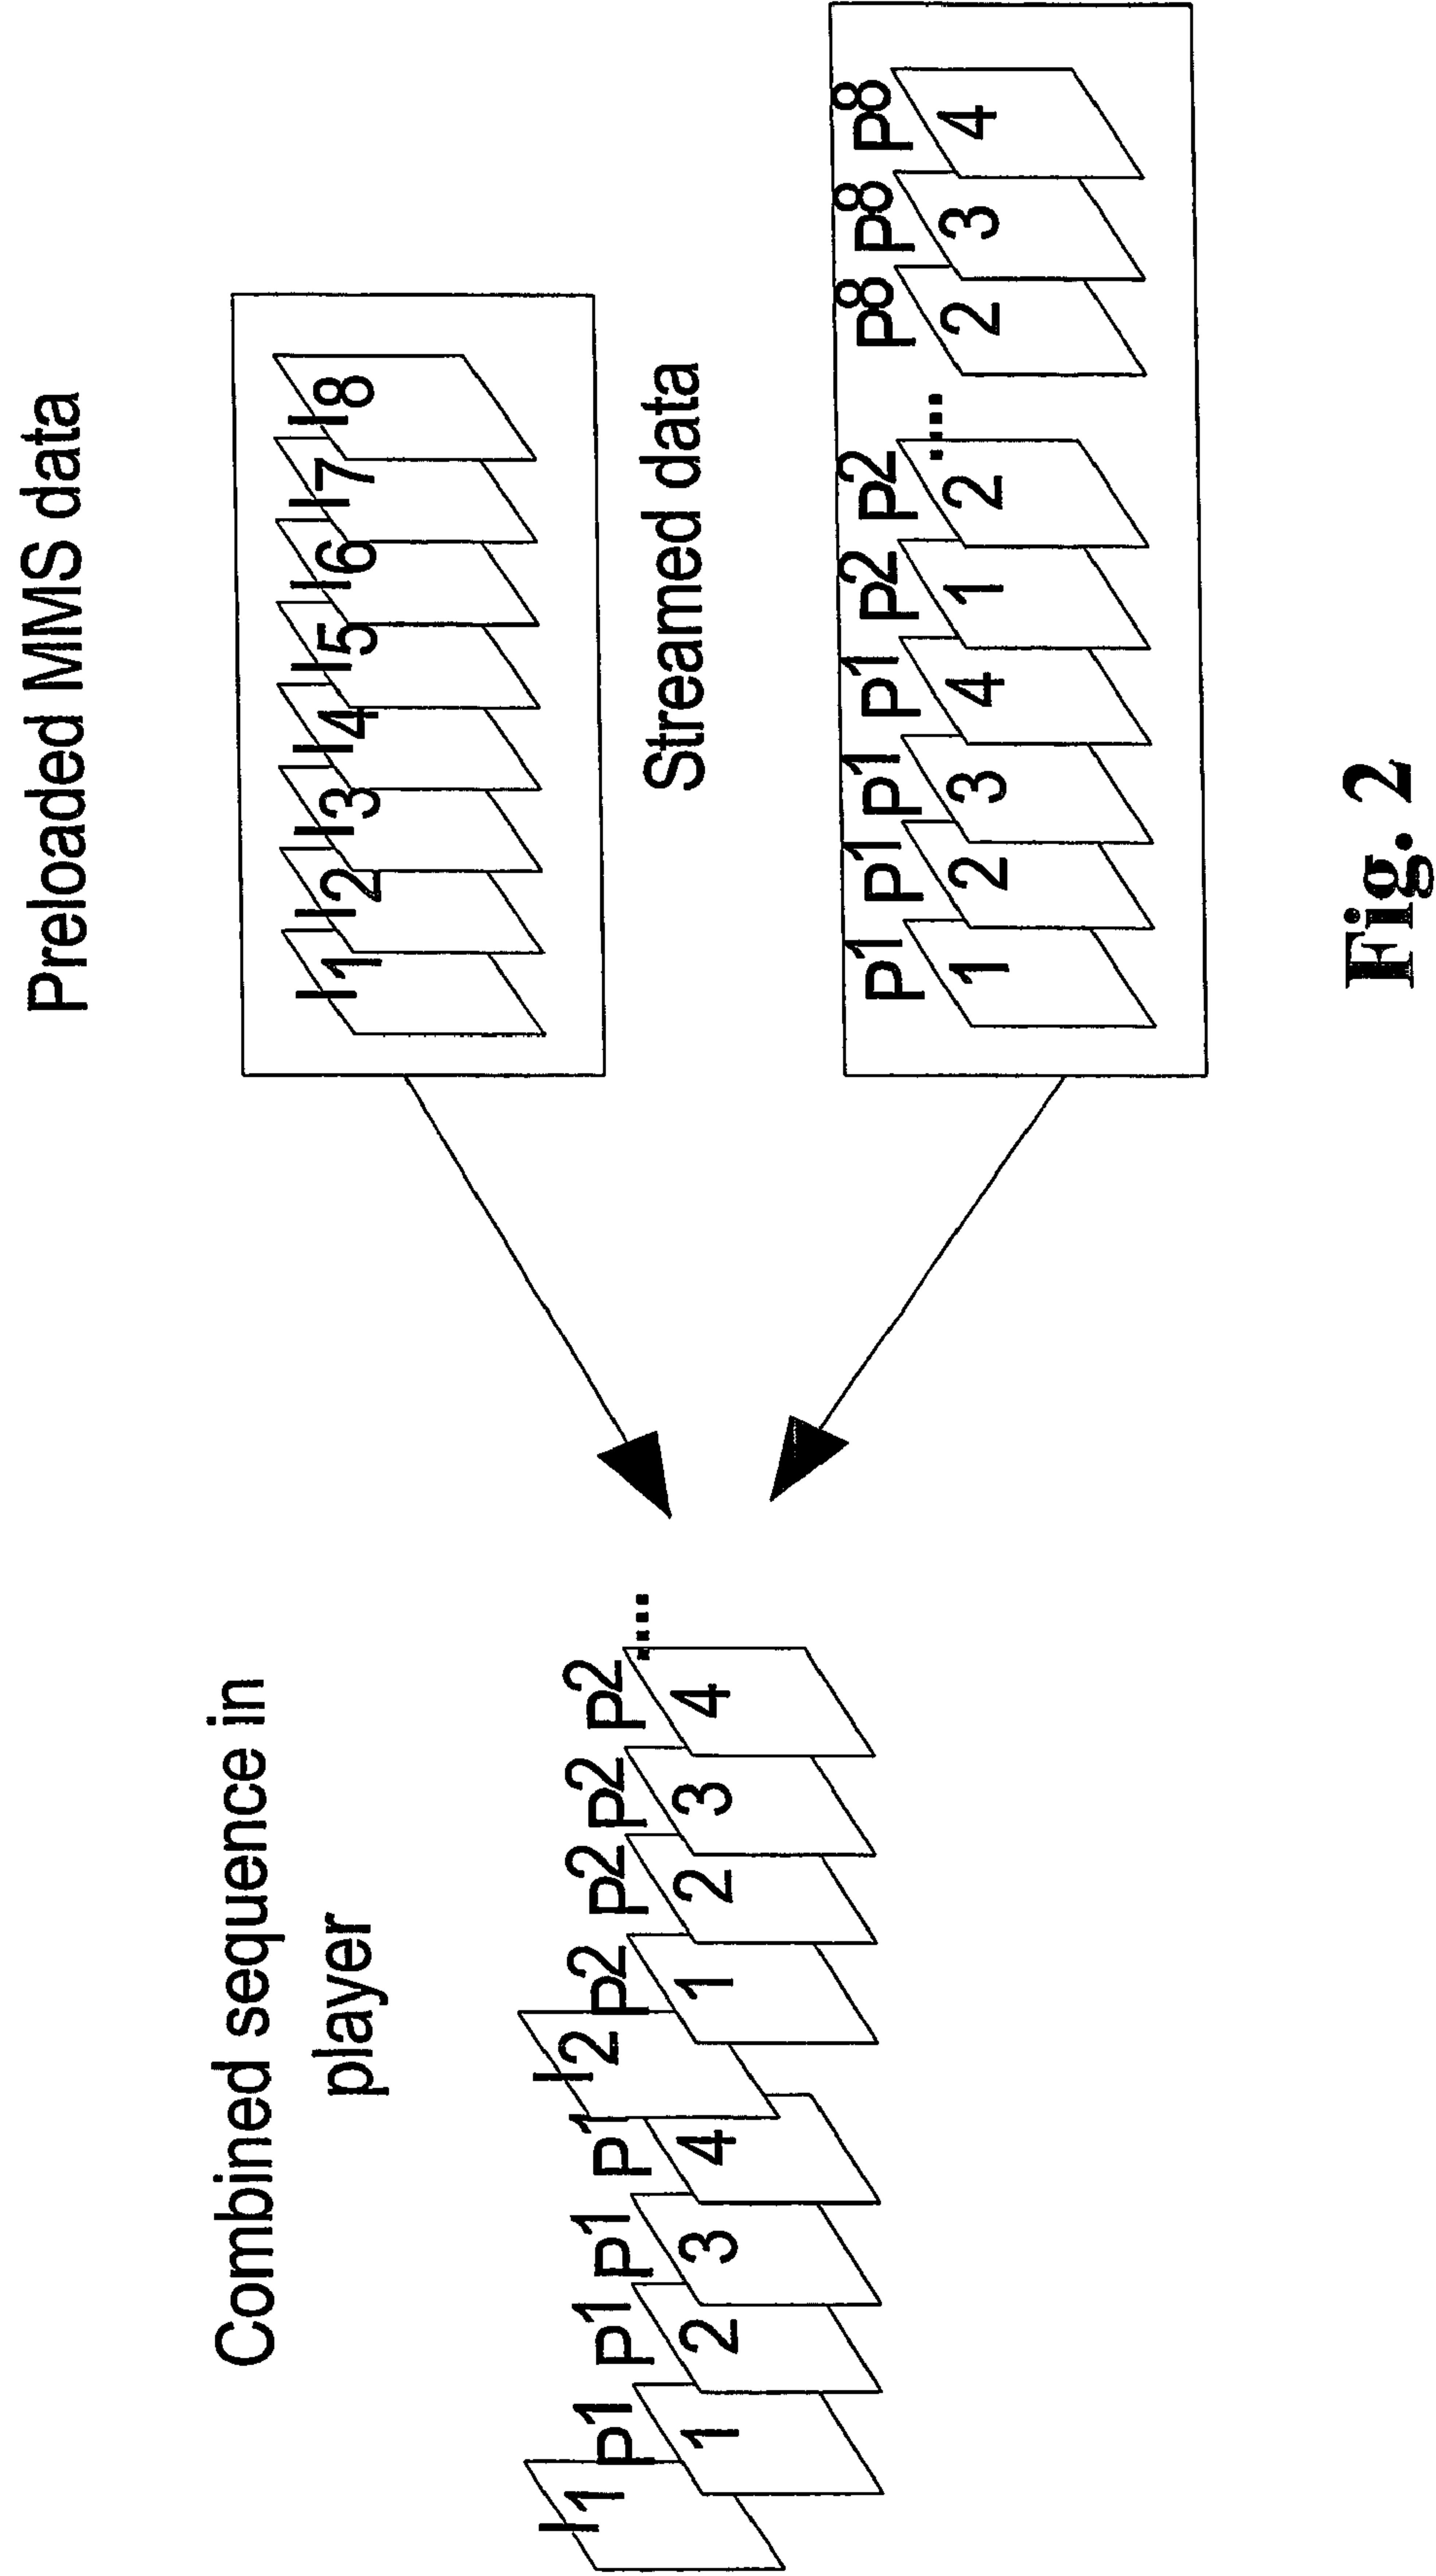 Preloaded MMS data
I1 I2 I3 I4 I5 I6 I7 I8
Streamed data
P1 P1 P1 P1 P2 P2 .... P8 P8 P8
1 2 3 4 1 2 2 3 4
Combined sequence in
player
I1 P1 P1 P1 P1 I2 P2 P2 P2 P2 ....
1 2 3 4 1 2 3 4
Fig. 2